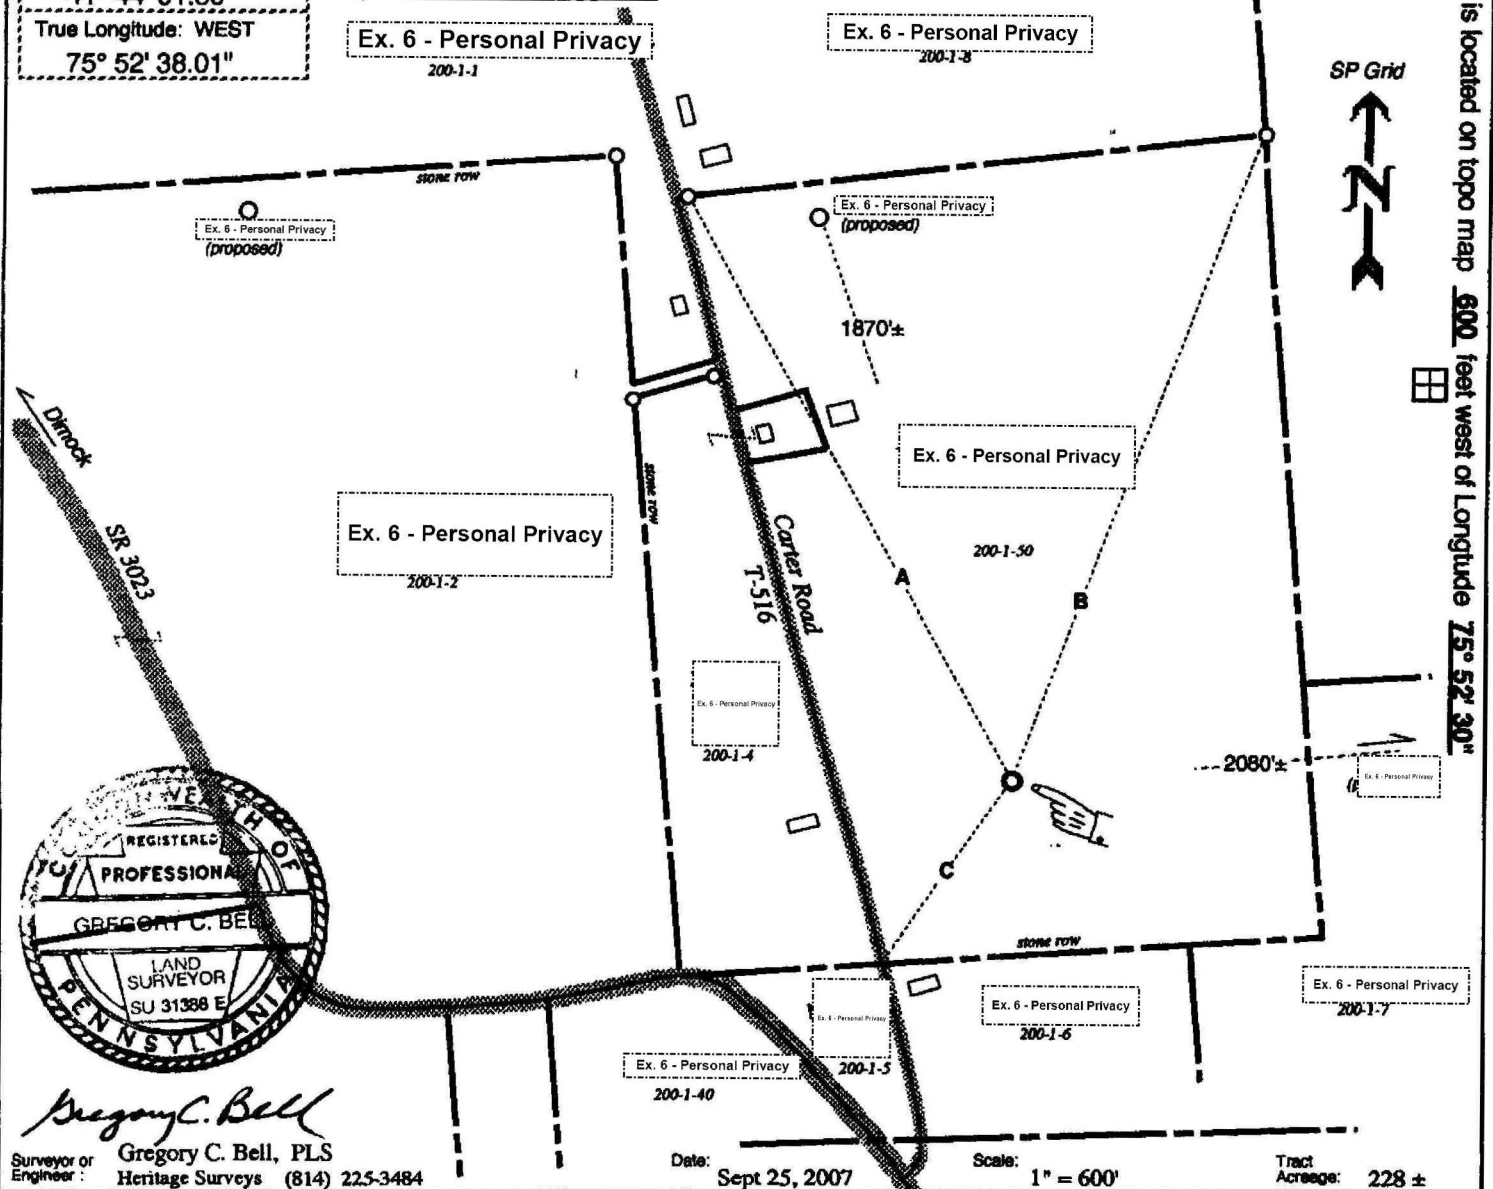 True Longitude: WEST
75° 52' 38.01"
Ex. 6 - Personal Privacy
200-1-1
Ex. 6 - Personal Privacy
200-1-8
SP Grid
N
is located on topo map 600 feet west of Longtude 75° 52' 30"
stone row
Ex. 6 - Personal Privacy
(proposed)
Ex. 6 - Personal Privacy
(proposed)
1870'±
Dimock
SR 3023
Ex. 6 - Personal Privacy
200-1-2
stone row
Carter Road
T-516
Ex. 6 - Personal Privacy
200-1-50
A
B
C
Ex. 6 - Personal Privacy
200-1-4
2080'±
Ex. 6 - Personal Privacy
stone row
COMMONWEALTH OF
REGISTERED
PROFESSIONAL
GREGORY C. BELL
LAND
SURVEYOR
SU 31386 E
PENNSYLVANIA
Ex. 6 - Personal Privacy
200-1-5
Ex. 6 - Personal Privacy
200-1-6
Ex. 6 - Personal Privacy
200-1-7
Ex. 6 - Personal Privacy
200-1-40
Gregory C. Bell
Surveyor or Engineer :
Gregory C. Bell, PLS
Heritage Surveys (814) 225-3484
Date: Sept 25, 2007
Scale: 1" = 600'
Tract Acreage: 228 ±